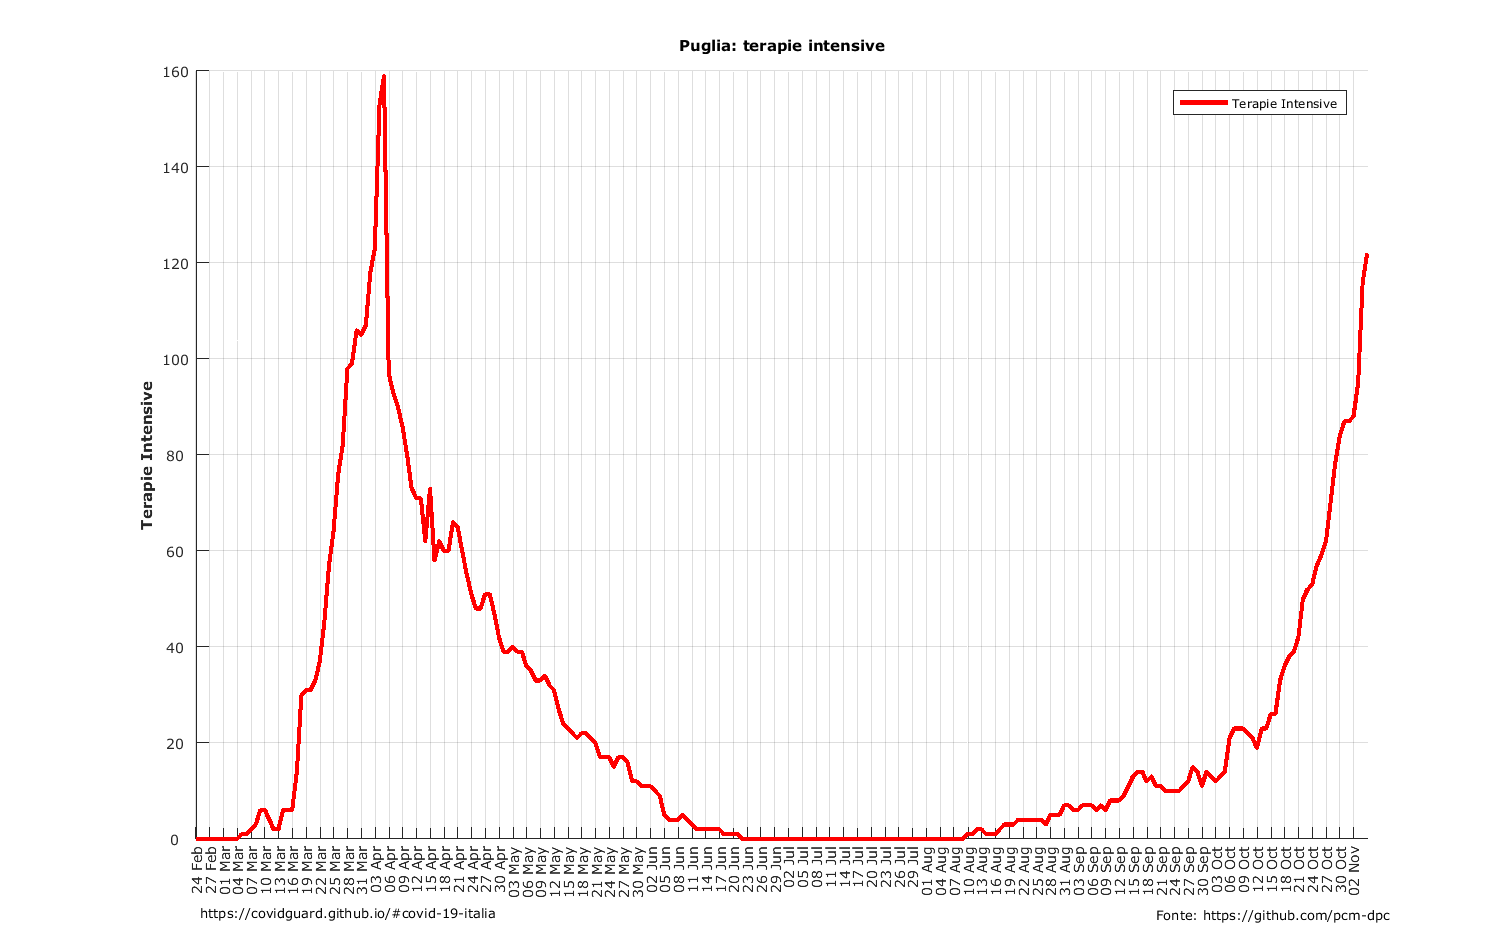 Puglia: terapie intensive
Terapie Intensive
Terapie Intensive
160
140
120
100
80
60
40
20
0
24 Feb
27 Feb
01 Mar
04 Mar
07 Mar
10 Mar
13 Mar
16 Mar
19 Mar
22 Mar
25 Mar
28 Mar
31 Mar
03 Apr
06 Apr
09 Apr
12 Apr
15 Apr
18 Apr
21 Apr
24 Apr
27 Apr
30 Apr
03 May
06 May
09 May
12 May
15 May
18 May
21 May
24 May
27 May
30 May
02 Jun
05 Jun
08 Jun
11 Jun
14 Jun
17 Jun
20 Jun
23 Jun
26 Jun
29 Jun
02 Jul
05 Jul
08 Jul
11 Jul
14 Jul
17 Jul
20 Jul
23 Jul
26 Jul
29 Jul
01 Aug
04 Aug
07 Aug
10 Aug
13 Aug
16 Aug
19 Aug
22 Aug
25 Aug
28 Aug
31 Aug
03 Sep
06 Sep
09 Sep
12 Sep
15 Sep
18 Sep
21 Sep
24 Sep
27 Sep
30 Sep
03 Oct
06 Oct
09 Oct
12 Oct
15 Oct
18 Oct
21 Oct
24 Oct
27 Oct
30 Oct
02 Nov
https://covidguard.github.io/#covid-19-italia
Fonte: https://github.com/pcm-dpc